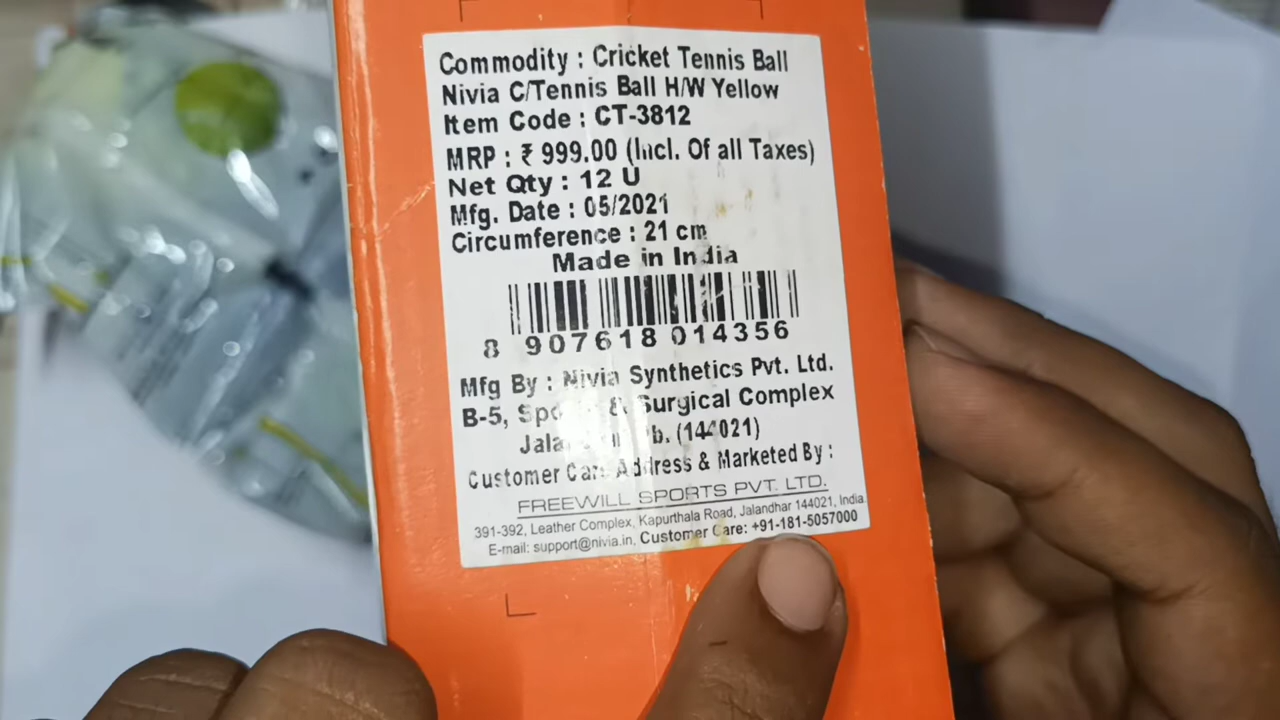 Commodity : Cricket Tennis Ball
Nivia C/Tennis Ball H/W Yellow
Item Code : CT-3812
MRP : ₹ 999.00 (Incl. Of all Taxes)
Net Qty : 12 U
Mfg. Date : 05/2021
Circumference : 21 cm
Made in India
8 907618 014356
Mfg By : Nivia Synthetics Pvt. Ltd.
B-5, & Surgical Complex
(144021)
Customer Care Address & Marketed By :
FREEWILL SPORTS PVT. LTD.
391-392, Leather Complex, Kapurthala Road, Jalandhar 144021, India
E-mail: support@nivia.in, Customer Care: +91-181-5057000